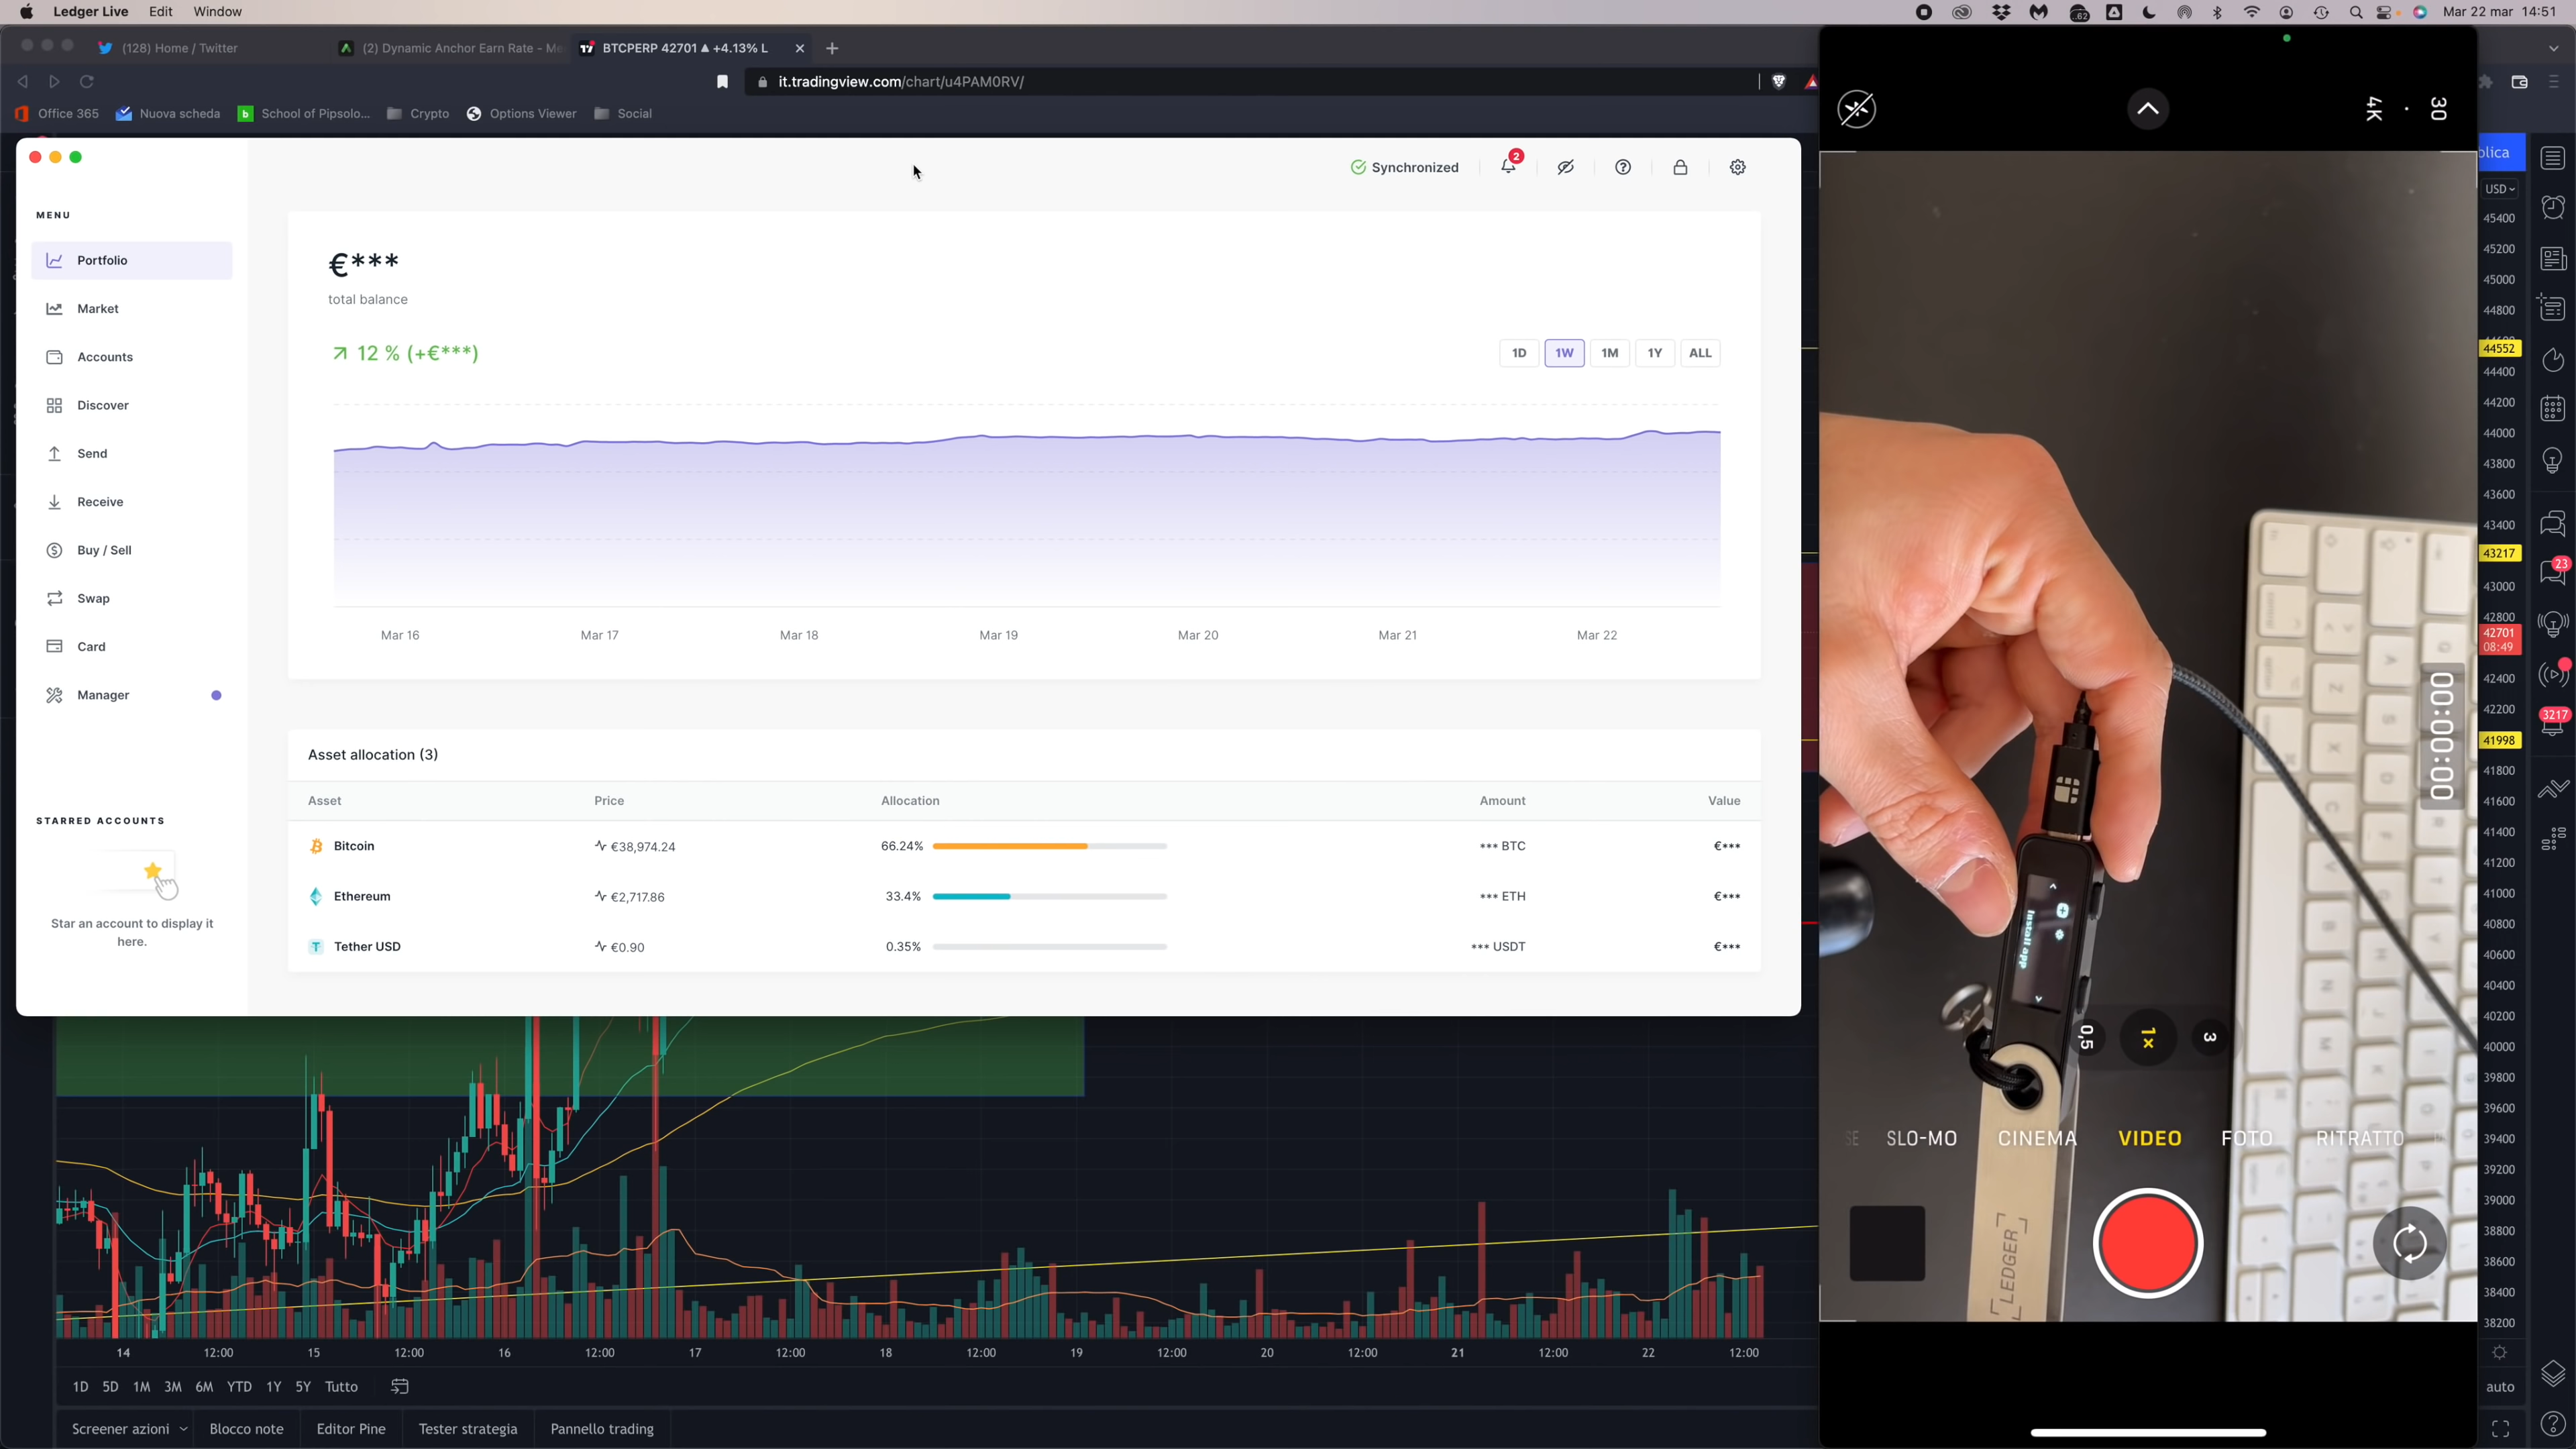 Ledger Live Edit Window
62
Mar 22 mar 14:51
(128) Home / Twitter
(2) Dynamic Anchor Earn Rate - Me
BTCPERP 42701 ▲ +4.13% L
it.tradingview.com/chart/u4PAM0RV/
Office 365
Nuova scheda
School of Pipsolo...
Crypto
Options Viewer
Social
Synchronized
2
MENU
Portfolio
Market
Accounts
Discover
Send
Receive
Buy / Sell
Swap
Card
Manager
STARRED ACCOUNTS
Star an account to display it
here.
€***
total balance
12 % (+€***)
1D 1W 1M 1Y ALL
Mar 16 Mar 17 Mar 18 Mar 19 Mar 20 Mar 21 Mar 22
Asset allocation (3)
Asset Price Allocation Amount Value
Bitcoin €38,974.24 66.24% *** BTC €***
Ethereum €2,717.86 33.4% *** ETH €***
Tether USD €0.90 0.35% *** USDT €***
14 12:00 15 12:00 16 12:00 17 12:00 18 12:00 19 12:00 20 12:00 21 12:00 22 12:00
1D 5D 1M 3M 6M YTD 1Y 5Y Tutto
Screener azioni Blocco note Editor Pine Tester strategia Pannello trading
4K · 30
00:00:00
Install app
0,5 1× 3
SLO-MO CINEMA VIDEO FOTO RITRATTO
LEDGER
blica
USD
45400
45200
45000
44800
44552
44400
44200
44000
43800
43600
43400
43217
43000
42800
42701
08:49
42400
42200
41998
41800
41600
41400
41200
41000
40800
40600
40400
40200
40000
39800
39600
39400
39200
39000
38800
38600
38400
38200
auto
23
3217